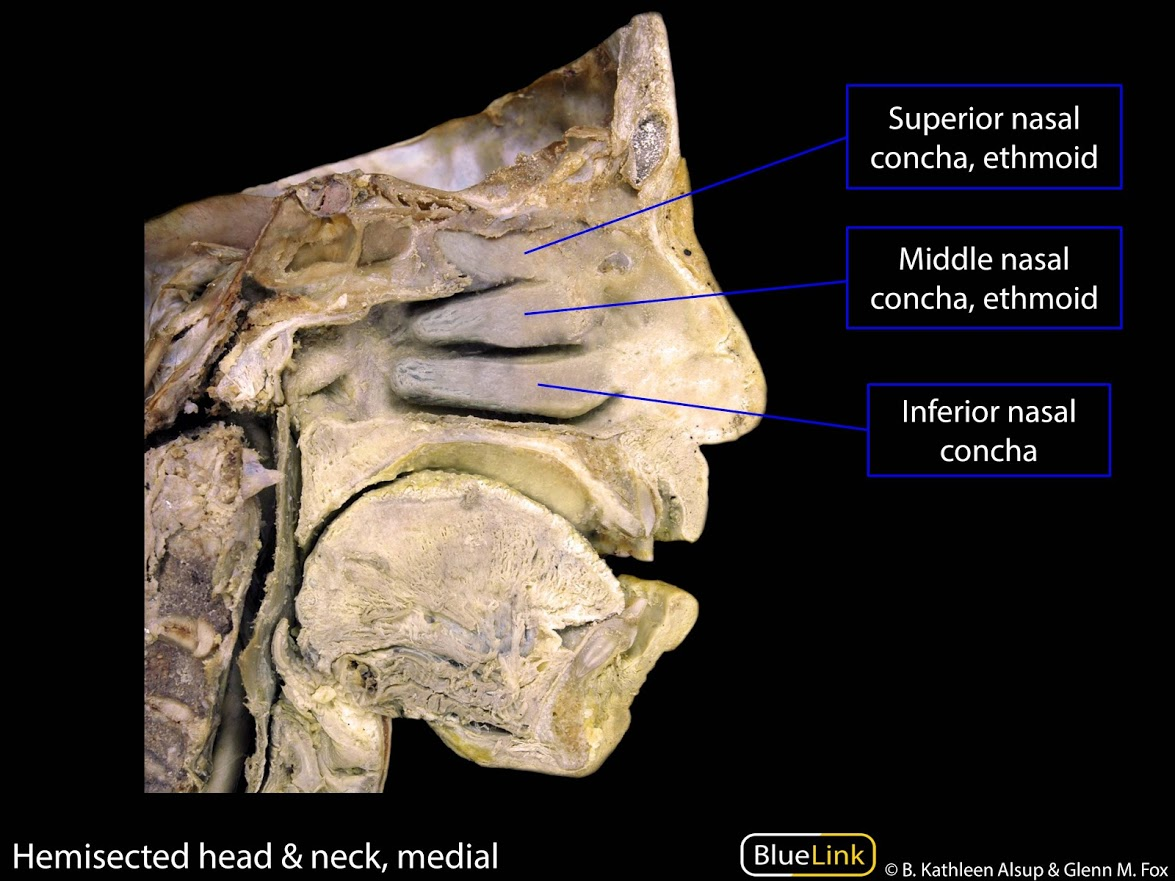 Superior nasal
concha, ethmoid
Middle nasal
concha, ethmoid
Inferior nasal
concha
Hemisected head & neck, medial
BlueLink
© B. Kathleen Alsup & Glenn M. Fox